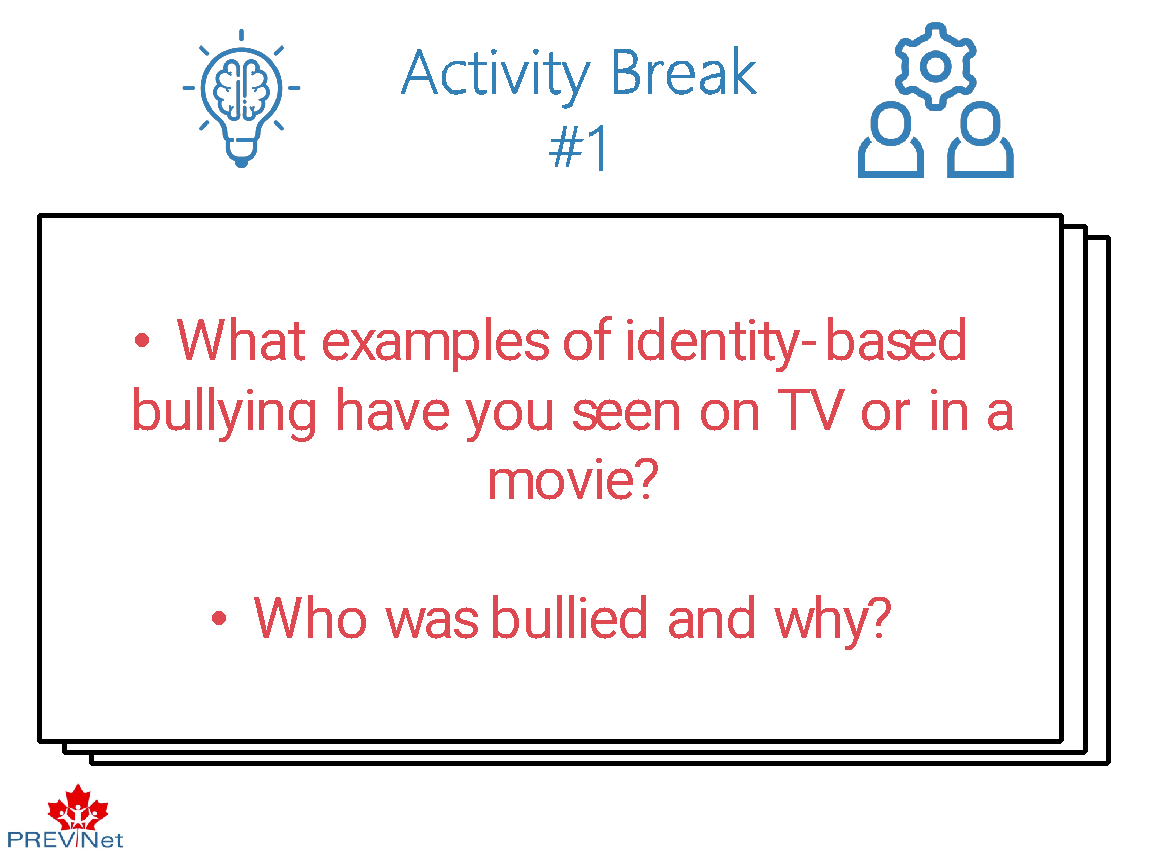 Activity Break
#1
• What examples of identity-based
bullying have you seen on TV or in a
movie?
• Who was bullied and why?
PREVNet